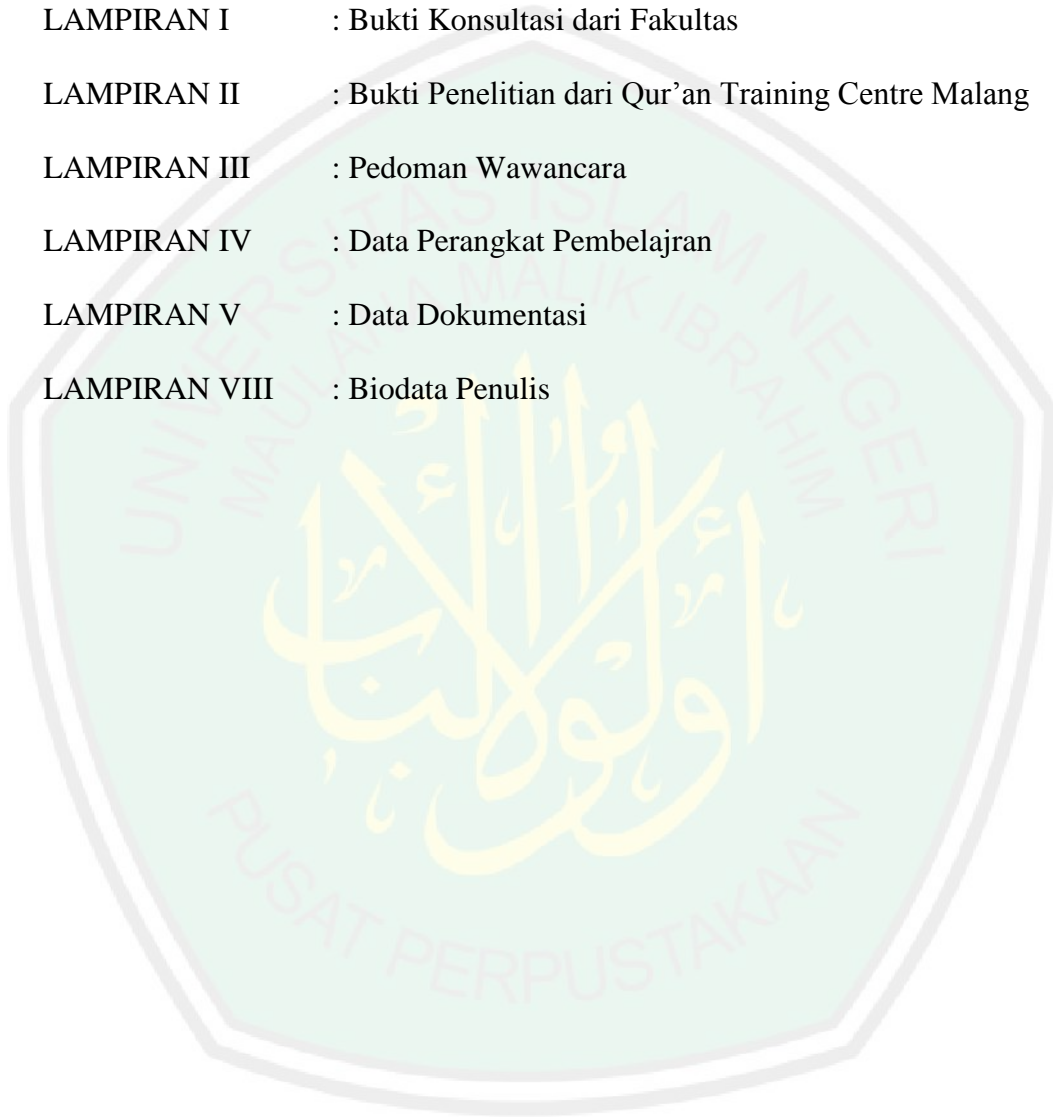 LAMPIRAN I : Bukti Konsultasi dari Fakultas
LAMPIRAN II : Bukti Penelitian dari Qur’an Training Centre Malang
LAMPIRAN III : Pedoman Wawancara
LAMPIRAN IV : Data Perangkat Pembelajran
LAMPIRAN V : Data Dokumentasi
LAMPIRAN VIII : Biodata Penulis
UNIVERSITAS ISLAM NEGERI
MAULANA MALIK IBRAHIM
أولوا الألباب
PUSAT PERPUSTAKAAN